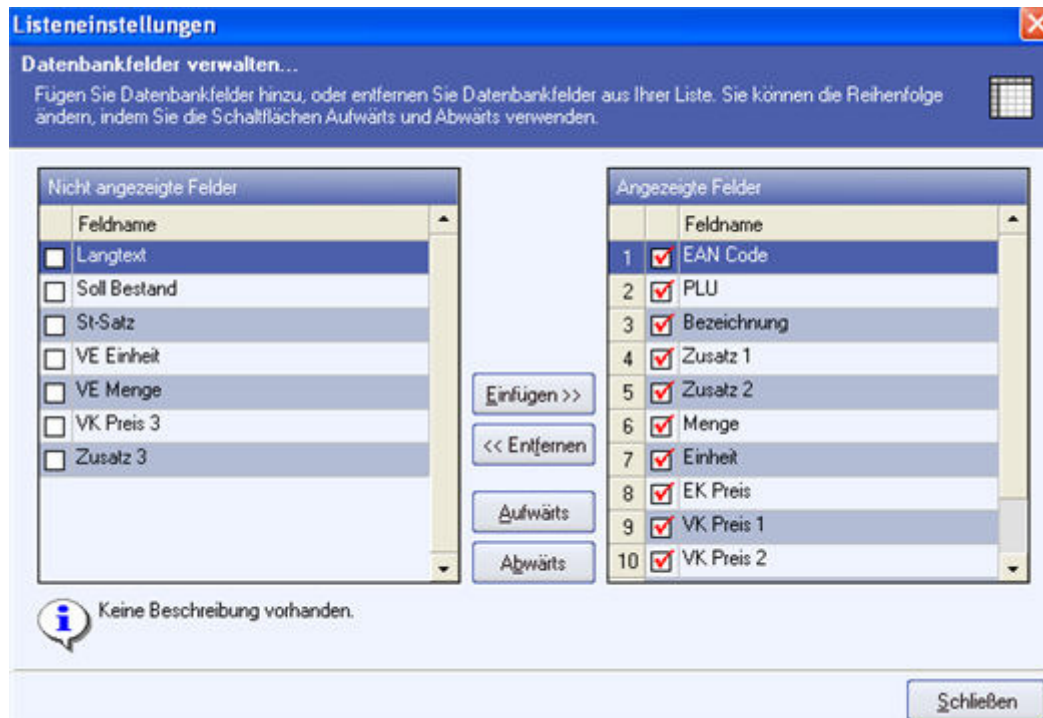 Listeneinstellungen
Datenbankfelder verwalten...
Fügen Sie Datenbankfelder hinzu, oder entfernen Sie Datenbankfelder aus Ihrer Liste. Sie können die Reihenfolge
ändern, indem Sie die Schaltflächen Aufwärts und Abwärts verwenden.
Nicht angezeigte Felder
Feldname
Langtext
Soll Bestand
St-Satz
VE Einheit
VE Menge
VK Preis 3
Zusatz 3
Einfügen >>
<< Entfernen
Aufwärts
Abwärts
Angezeigte Felder
Feldname
1 EAN Code
2 PLU
3 Bezeichnung
4 Zusatz 1
5 Zusatz 2
6 Menge
7 Einheit
8 EK Preis
9 VK Preis 1
10 VK Preis 2
Keine Beschreibung vorhanden.
Schließen